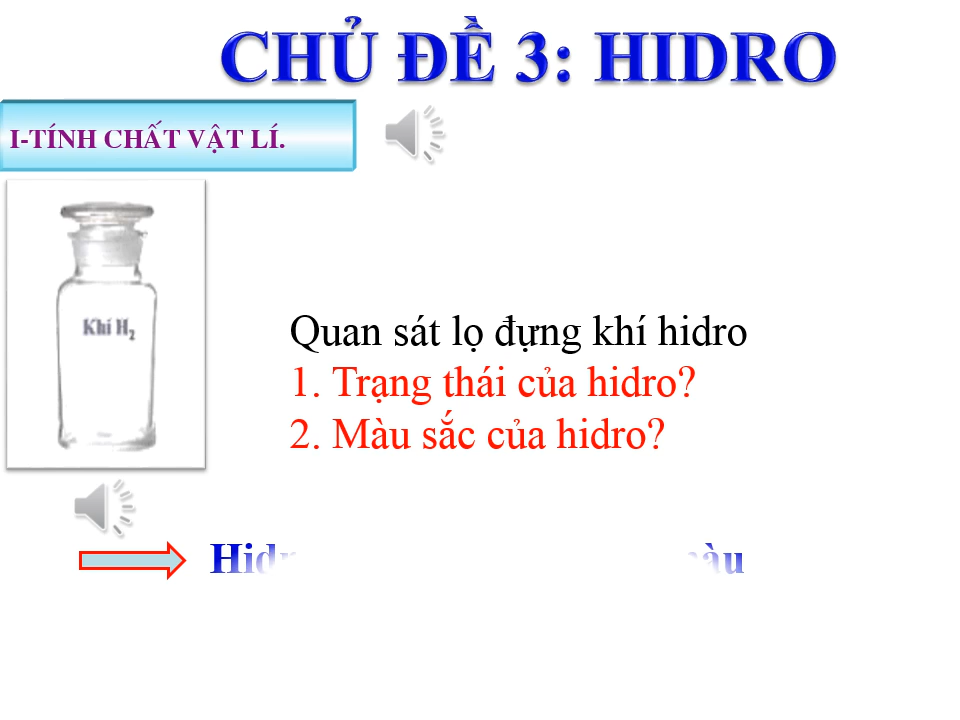 CHỦ ĐỀ 3: HIDRO
I-TÍNH CHẤT VẬT LÍ.
Khí H₂
Quan sát lọ đựng khí hidro
1. Trạng thái của hidro?
2. Màu sắc của hidro?